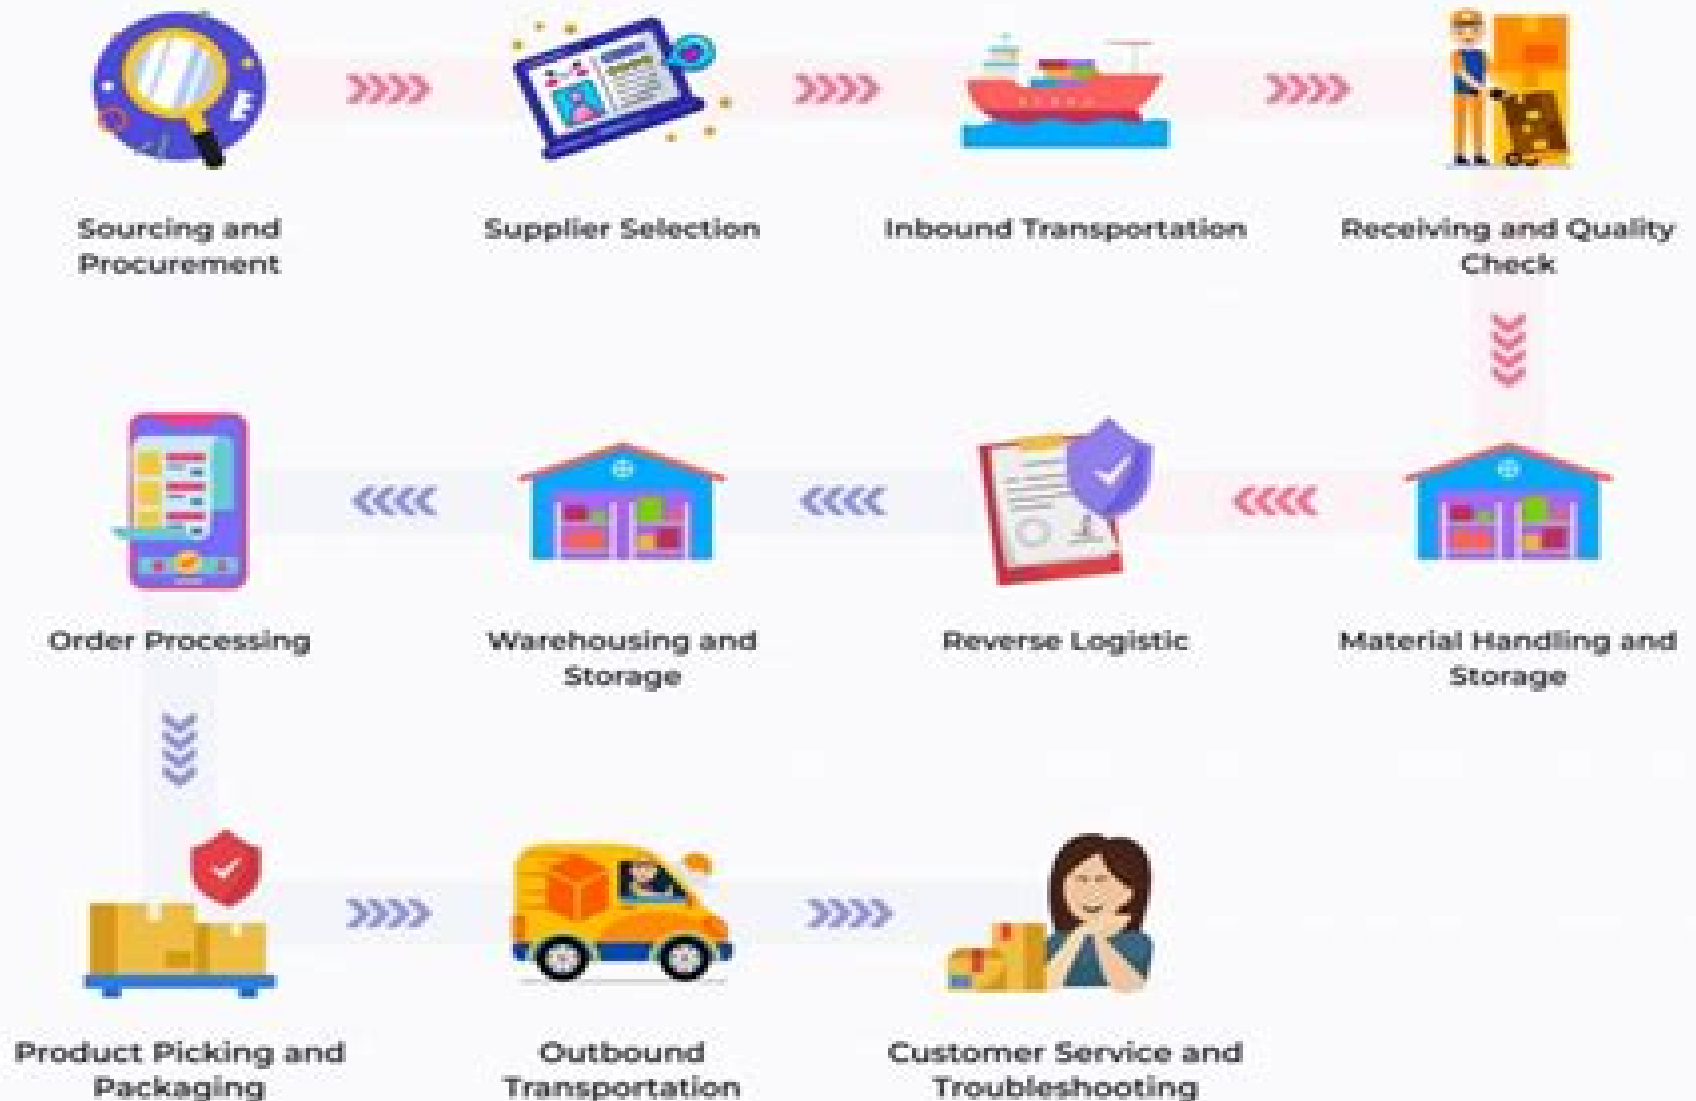 Sourcing and
Procurement
Supplier Selection
Inbound Transportation
Receiving and Quality
Check
Order Processing
Warehousing and
Storage
Reverse Logistic
Material Handling and
Storage
Product Picking and
Packaging
Outbound
Transportation
Customer Service and
Troubleshooting